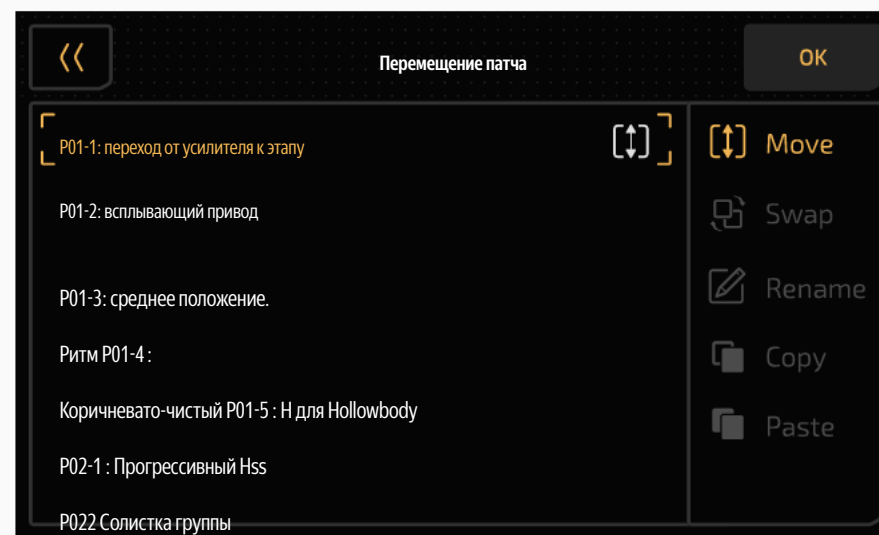 Перемещение патча
OK
P01-1: переход от усилителя к этапу
P01-2: всплывающий привод
P01-3: среднее положение.
Ритм P01-4 :
Коричневато-чистый P01-5 : H для Hollowbody
P02-1 : Прогрессивный Hss
P022 Солистка группы
Move
Swap
Rename
Copy
Paste